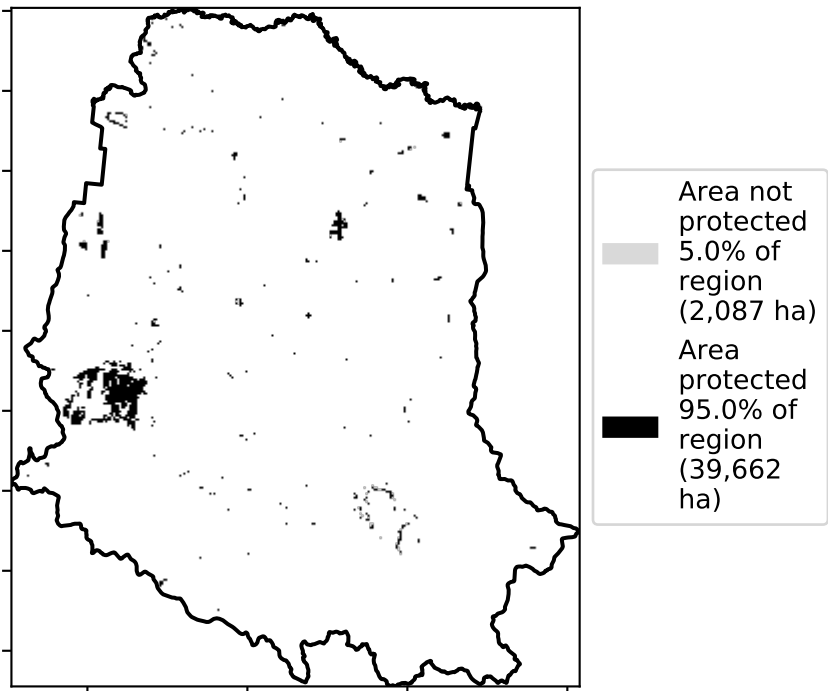 Area not
protected
5.0% of
region
(2,087 ha)
Area
protected
95.0% of
region
(39,662
ha)